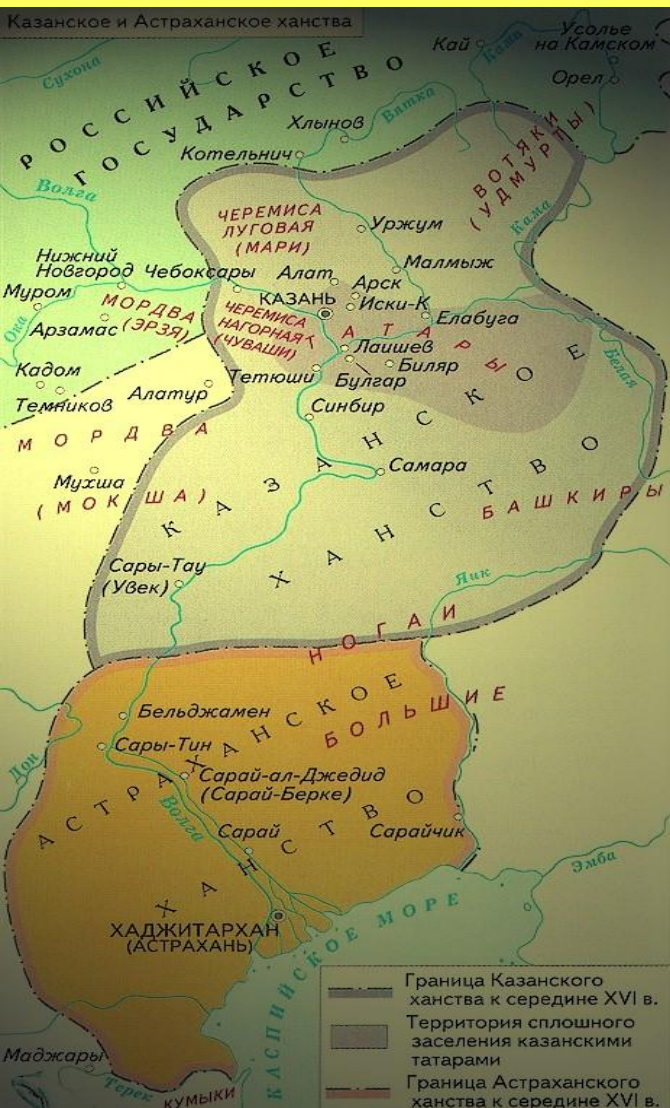 Казанское и Астраханское ханства
РОССИЙСКОЕ
ГОСУДАРСТВО
Сухона
Кай
Кама
Усолье
на Камском
Орел
Хлынов
Вятка
Котельнич
ВОТЯКИ
(УДМУРТЫ)
Волга
ЧЕРЕМИСА
ЛУГОВАЯ
(МАРИ)
Уржум
Кама
Нижний
Новгород
Чебоксары
Алат
Малмыж
Арск
Муром
МОРДВА
(ЭРЗЯ)
КАЗАНЬ
Иски-К
Ока
Арзамас
ЧЕРЕМИСА
НАГОРНАЯ
(ЧУВАШИ)
ТАТАРЫ
Елабуга
Лаишев
Белая
Кадом
Темников
Алатур
Тетюши
Булгар
Биляр
Синбир
МОРДВА
(МОКША)
Мухша
Самара
КАЗАНСКОЕ
ХАНСТВО
БАШКИРЫ
Сары-Тау
(Увек)
Яик
НОГАИ
БОЛЬШИЕ
Бельджамен
Сары-Тин
АСТРАХАНСКОЕ
ХАНСТВО
Дон
Сарай-ал-Джедид
(Сарай-Берке)
Волга
Сарай
Сарайчик
Эмба
ХАДЖИТАРХАН
(АСТРАХАНЬ)
КАСПИЙСКОЕ МОРЕ
Маджары
Терек
КУМЫКИ
Граница Казанского
ханства к середине XVI в.
Территория сплошного
заселения казанскими
татарами
Граница Астраханского
ханства к середине XVI в.